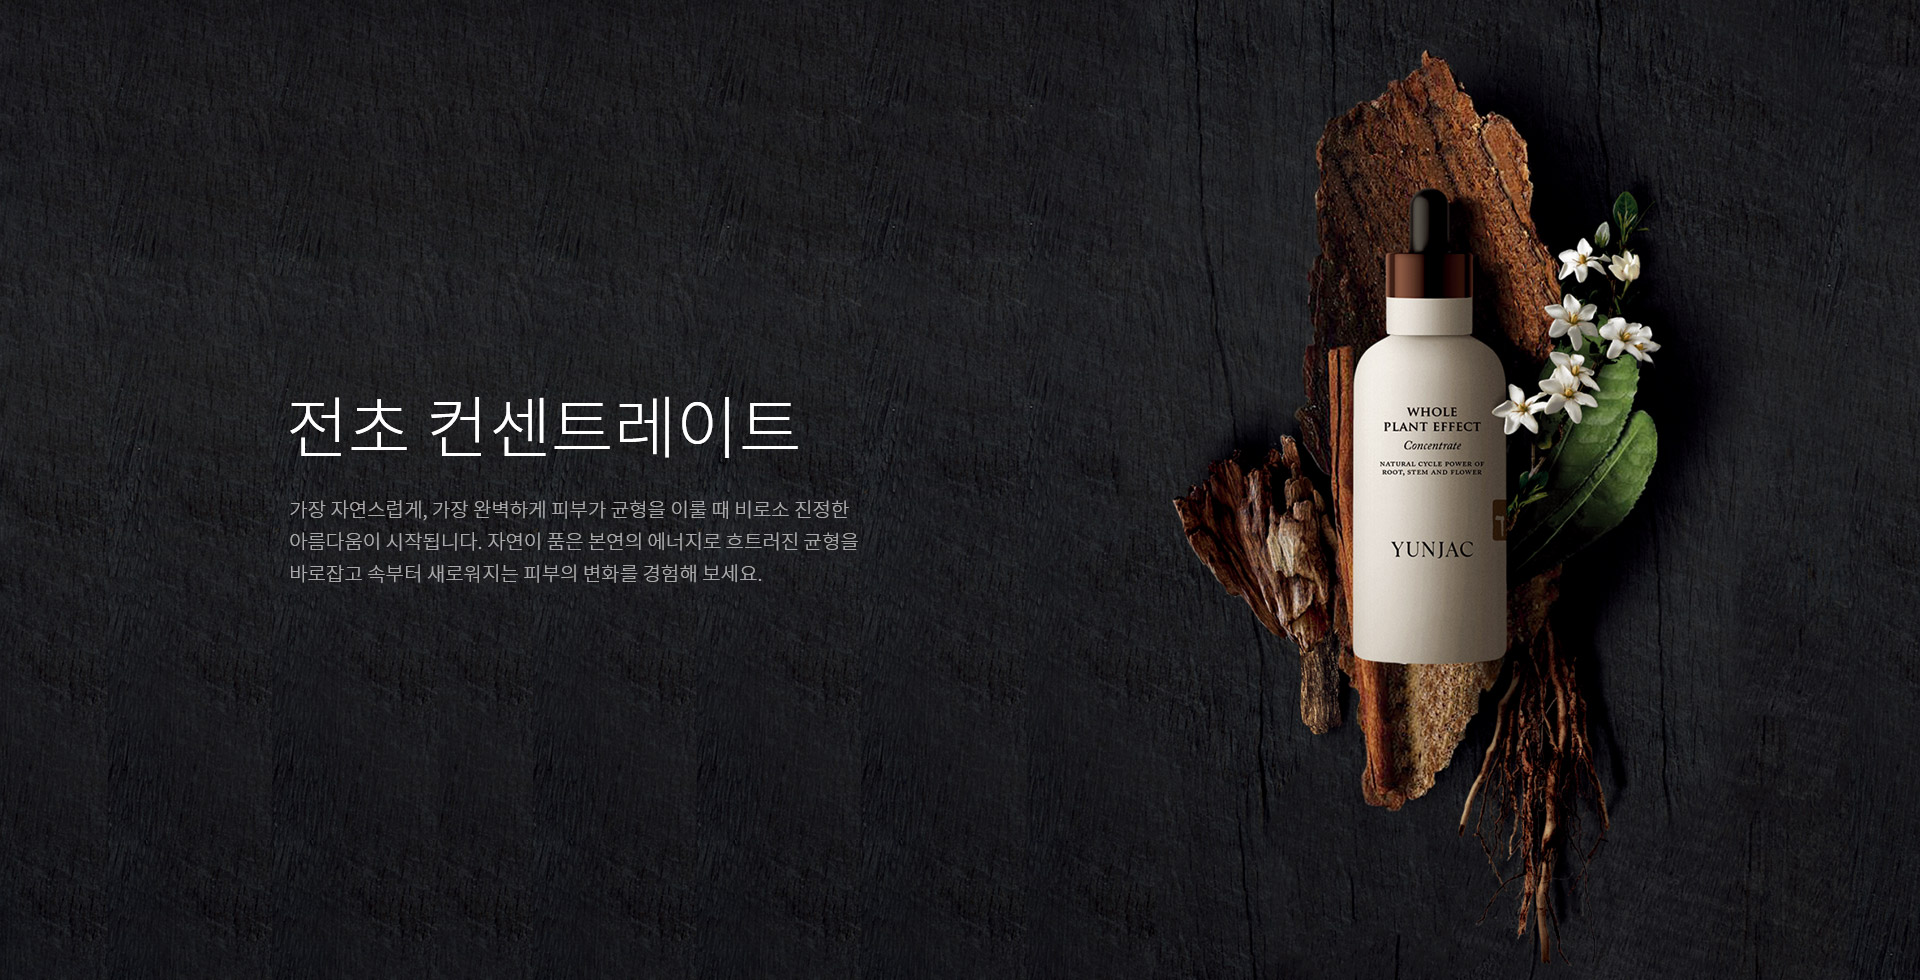 전초 컨센트레이트
가장 자연스럽게, 가장 완벽하게 피부가 균형을 이룰 때 비로소 진정한
아름다움이 시작됩니다. 자연이 품은 본연의 에너지로 흐트러진 균형을
바로잡고 속부터 새로워지는 피부의 변화를 경험해 보세요.
WHOLE
PLANT EFFECT
Concentrate
NATURAL CYCLE POWER OF
ROOT, STEM AND FLOWER
YUNJAC